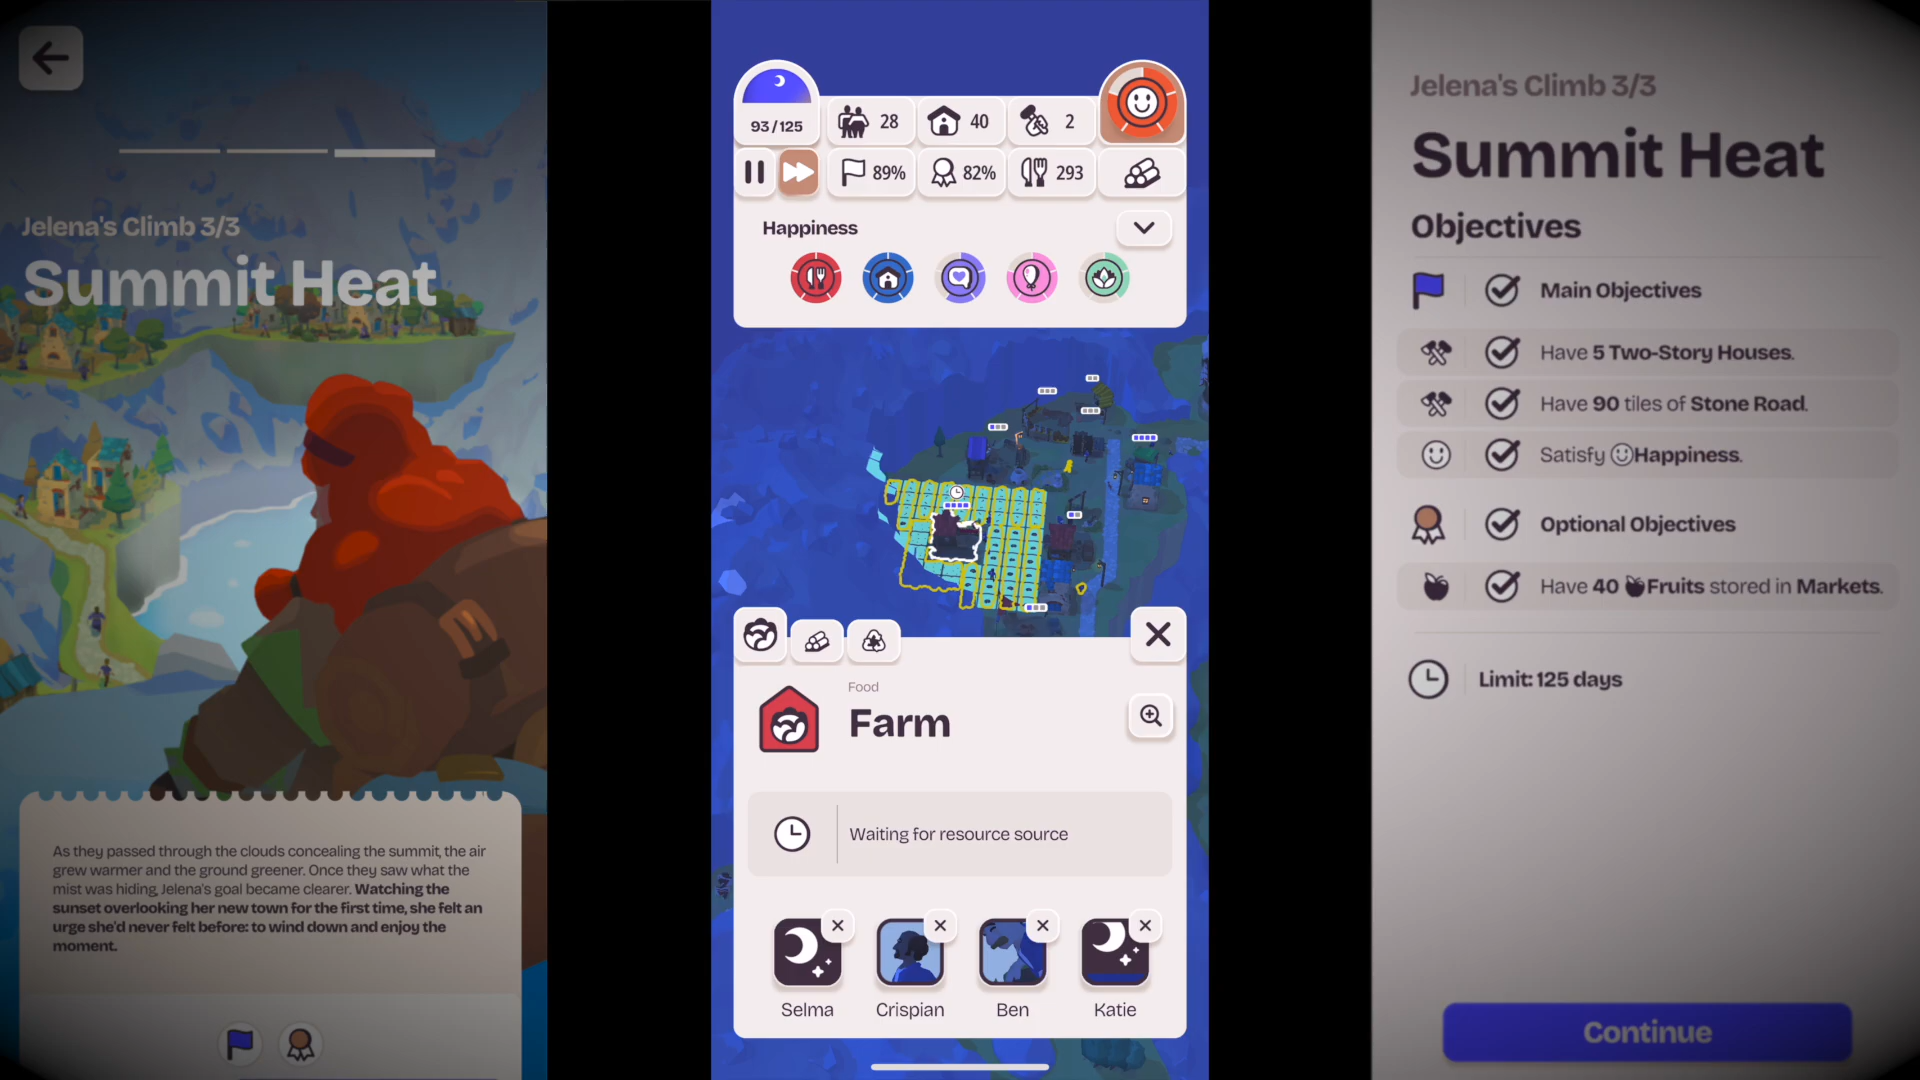 Jelena's Climb 3/3
Summit Heat
As they passed through the clouds concealing the summit, the air
grew warmer and the ground greener. Once they saw what the
mist was hiding, Jelena's goal became clearer. Watching the
sunset overlooking her new town for the first time, she felt an
urge she'd never felt before: to wind down and enjoy the
moment.
93/125
28
40
2
89%
82%
293
Happiness
Food
Farm
Waiting for resource source
Selma
Crispian
Ben
Katie
Jelena's Climb 3/3
Summit Heat
Objectives
Main Objectives
Have 5 Two-Story Houses.
Have 90 tiles of Stone Road.
Satisfy Happiness.
Optional Objectives
Have 40 Fruits stored in Markets.
Limit: 125 days
Continue